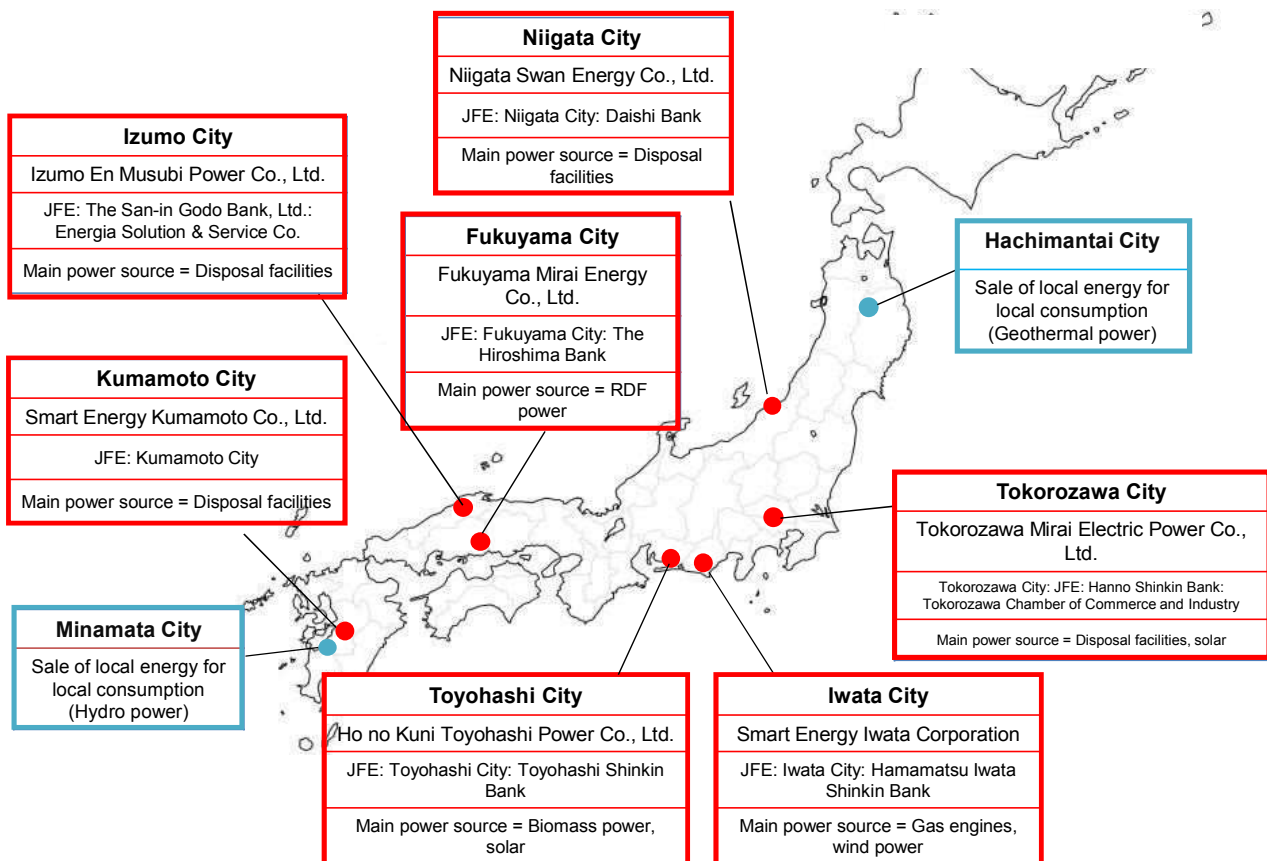 Niigata City
Niigata Swan Energy Co., Ltd.
JFE: Niigata City: Daishi Bank
Main power source = Disposal
facilities
Izumo City
Izumo En Musubi Power Co., Ltd.
JFE: The San-in Godo Bank, Ltd.:
Energia Solution & Service Co.
Main power source = Disposal facilities
Fukuyama City
Fukuyama Mirai Energy
Co., Ltd.
JFE: Fukuyama City: The
Hiroshima Bank
Main power source = RDF
power
Hachimantai City
Sale of local energy for
local consumption
(Geothermal power)
Kumamoto City
Smart Energy Kumamoto Co., Ltd.
JFE: Kumamoto City
Main power source = Disposal facilities
Tokorozawa City
Tokorozawa Mirai Electric Power Co.,
Ltd.
Tokorozawa City: JFE: Hanno Shinkin Bank:
Tokorozawa Chamber of Commerce and Industry
Main power source = Disposal facilities, solar
Minamata City
Sale of local energy for
local consumption
(Hydro power)
Toyohashi City
Ho no Kuni Toyohashi Power Co., Ltd.
JFE: Toyohashi City: Toyohashi Shinkin
Bank
Main power source = Biomass power,
solar
Iwata City
Smart Energy Iwata Corporation
JFE: Iwata City: Hamamatsu Iwata
Shinkin Bank
Main power source = Gas engines,
wind power